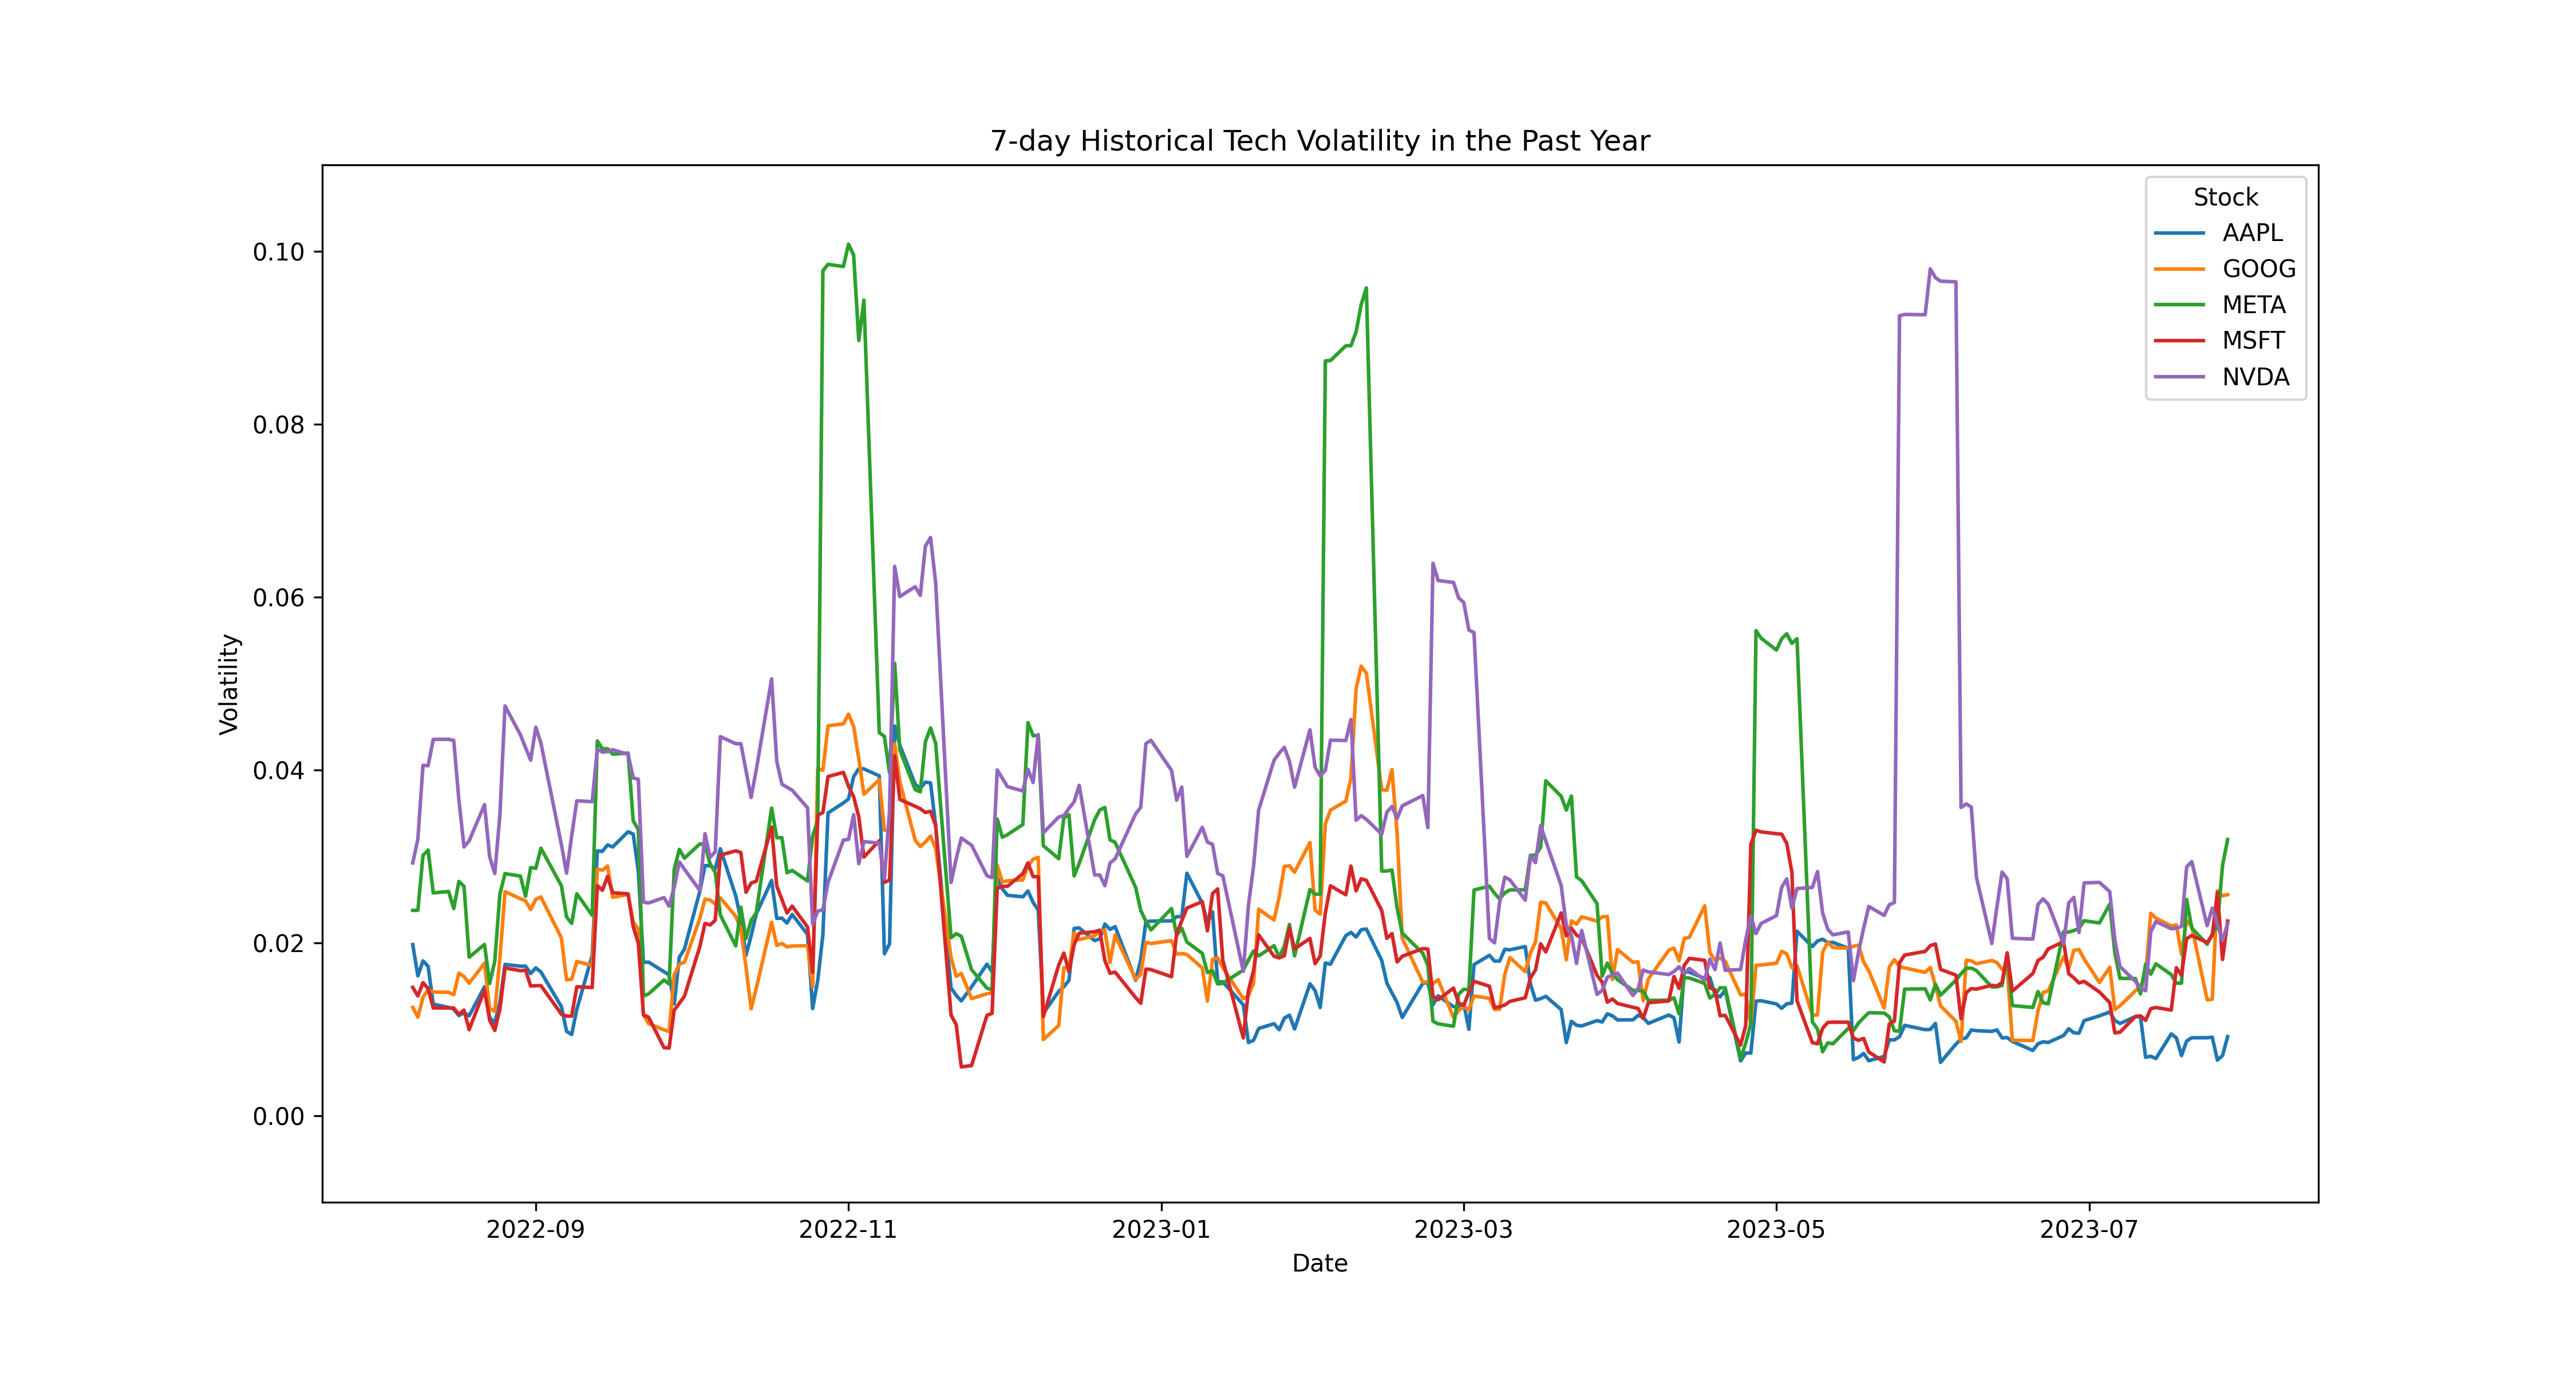 7-day Historical Tech Volatility in the Past Year
Stock
AAPL
GOOG
META
MSFT
NVDA
Volatility
0.10
0.08
0.06
0.04
0.02
0.00
2022-09
2022-11
2023-01
2023-03
2023-05
2023-07
Date